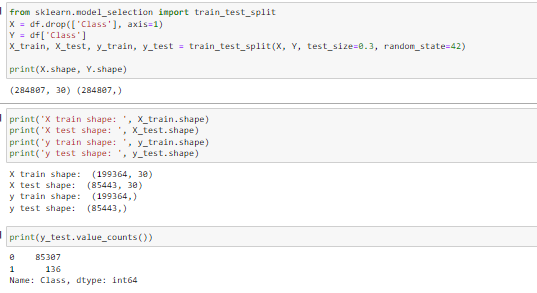 from sklearn.model_selection import train_test_split
X = df.drop(['Class'], axis=1)
Y = df['Class']
X_train, X_test, y_train, y_test = train_test_split(X, Y, test_size=0.3, random_state=42)
print(X.shape, Y.shape)
(284807, 30) (284807,)
print('X train shape: ', X_train.shape)
print('X test shape: ', X_test.shape)
print('y train shape: ', y_train.shape)
print('y test shape: ', y_test.shape)
X train shape:  (199364, 30)
X test shape:  (85443, 30)
y train shape:  (199364,)
y test shape:  (85443,)
print(y_test.value_counts())
0    85307
1      136
Name: Class, dtype: int64